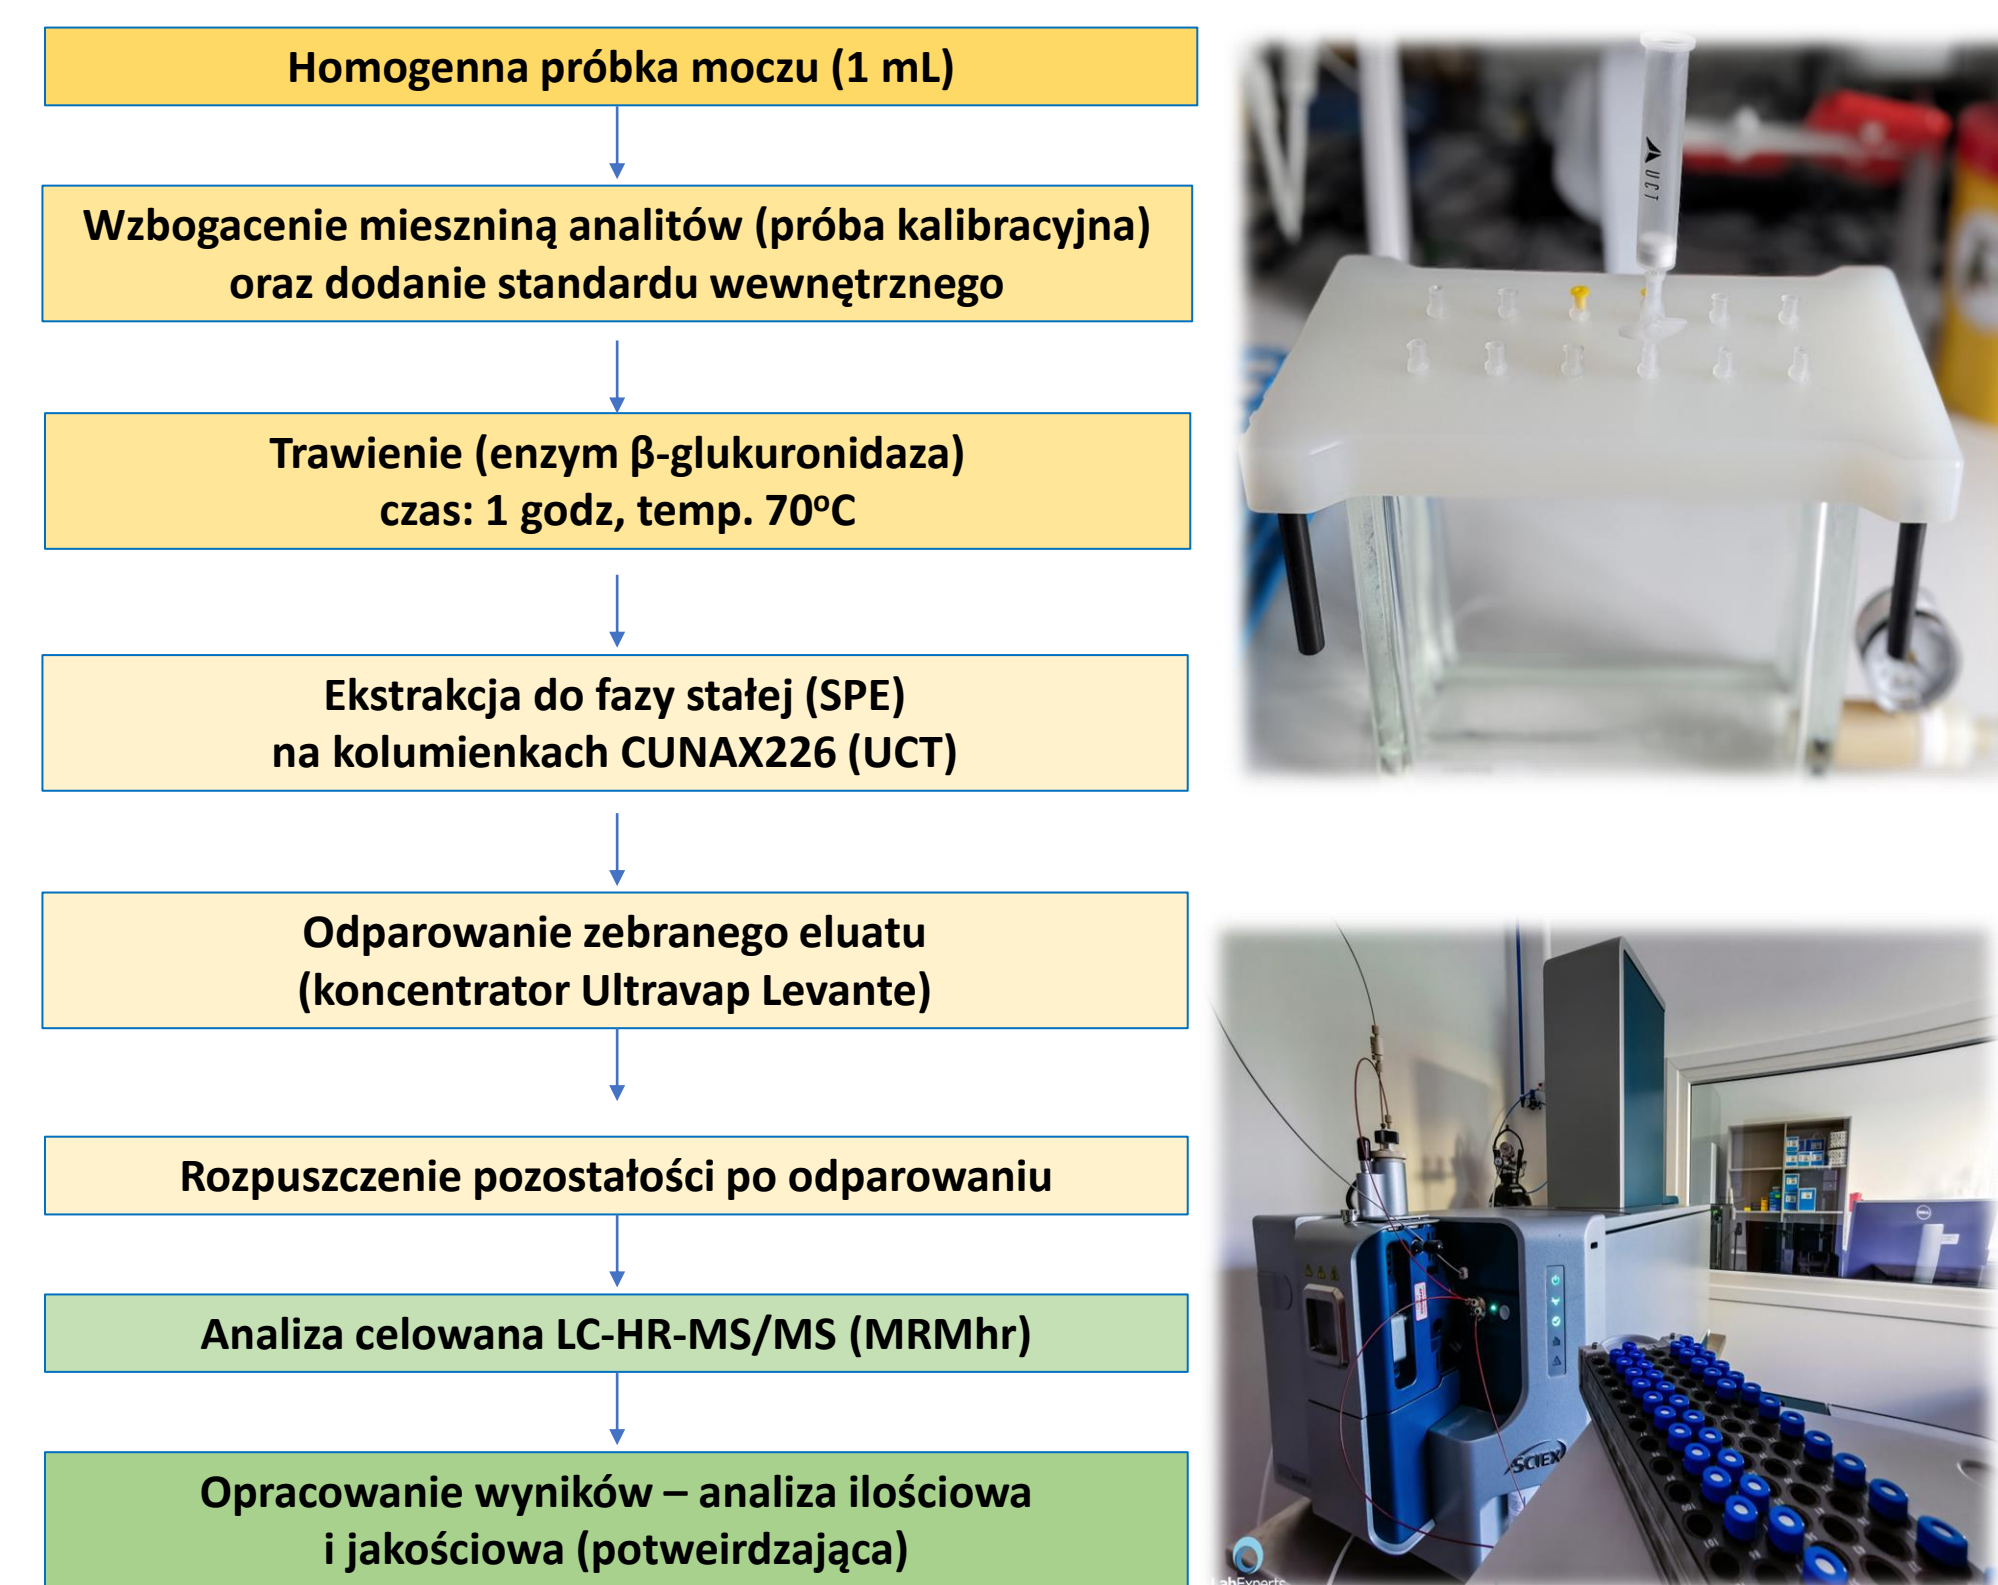 Homogenna próbka moczu (1 mL)
Wzbogacenie miesznina analitów (próba kalibracyjna)
oraz dodanie standardu wewnętrznego
Trawienie (enzym β-glukuronidaza)
czas: 1 godz, temp. 70°C
Ekstrakcja do fazy stałej (SPE)
na kolumienkach CUNAX226 (UCT)
Odparowanie zebranego eluatu
(koncentrator Ultravap Levante)
Rozpuszczenie pozostałości po odparowaniu
Analiza celowana LC-HR-MS/MS (MRMhr)
Opracowanie wyników – analiza ilościowa
i jakościowa (potweirdzająca)
UCT
SCIEX
LabExperts